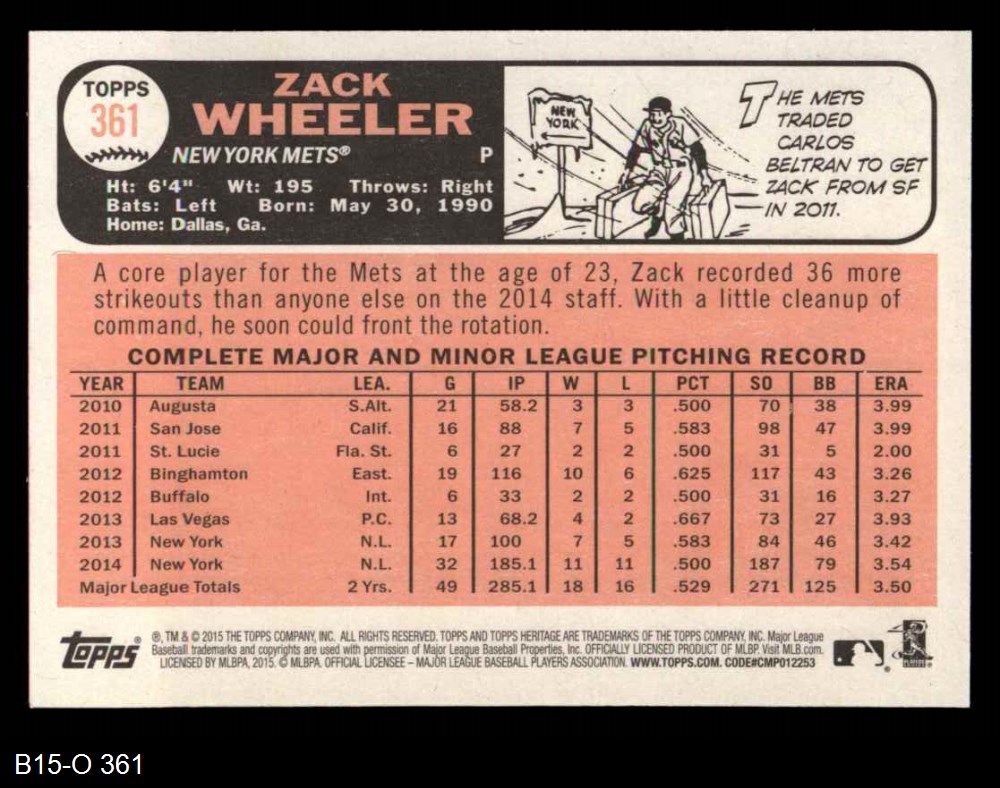 TOPPS
361
ZACK
WHEELER
NEW YORK METS® P
Ht: 6'4" Wt: 195 Throws: Right
Bats: Left Born: May 30, 1990
Home: Dallas, Ga.
NEW
YORK
THE METS
TRADED
CARLOS
BELTRAN TO GET
ZACK FROM SF
IN 2011.
A core player for the Mets at the age of 23, Zack recorded 36 more
strikeouts than anyone else on the 2014 staff. With a little cleanup of
command, he soon could front the rotation.
COMPLETE MAJOR AND MINOR LEAGUE PITCHING RECORD
YEAR TEAM LEA. G IP W L PCT SO BB ERA
2010 Augusta S.Alt. 21 58.2 3 3 .500 70 38 3.99
2011 San Jose Calif. 16 88 7 5 .583 98 47 3.99
2011 St. Lucie Fla. St. 6 27 2 2 .500 31 5 2.00
2012 Binghamton East. 19 116 10 6 .625 117 43 3.26
2012 Buffalo Int. 6 33 2 2 .500 31 16 3.27
2013 Las Vegas P.C. 13 68.2 4 2 .667 73 27 3.93
2013 New York N.L. 17 100 7 5 .583 84 46 3.42
2014 New York N.L. 32 185.1 11 11 .500 187 79 3.54
Major League Totals 2 Yrs. 49 285.1 18 16 .529 271 125 3.50
topps®
®, TM & © 2015 THE TOPPS COMPANY, INC. ALL RIGHTS RESERVED. TOPPS AND TOPPS HERITAGE ARE TRADEMARKS OF THE TOPPS COMPANY, INC. Major League
Baseball trademarks and copyrights are used with permission of Major League Baseball Properties, Inc. OFFICIALLY LICENSED PRODUCT OF MLBP. Visit MLB.com.
LICENSED BY MLBPA, 2015. © MLBPA. OFFICIAL LICENSEE – MAJOR LEAGUE BASEBALL PLAYERS ASSOCIATION. WWW.TOPPS.COM. CODE#CMP012253
B15-O 361